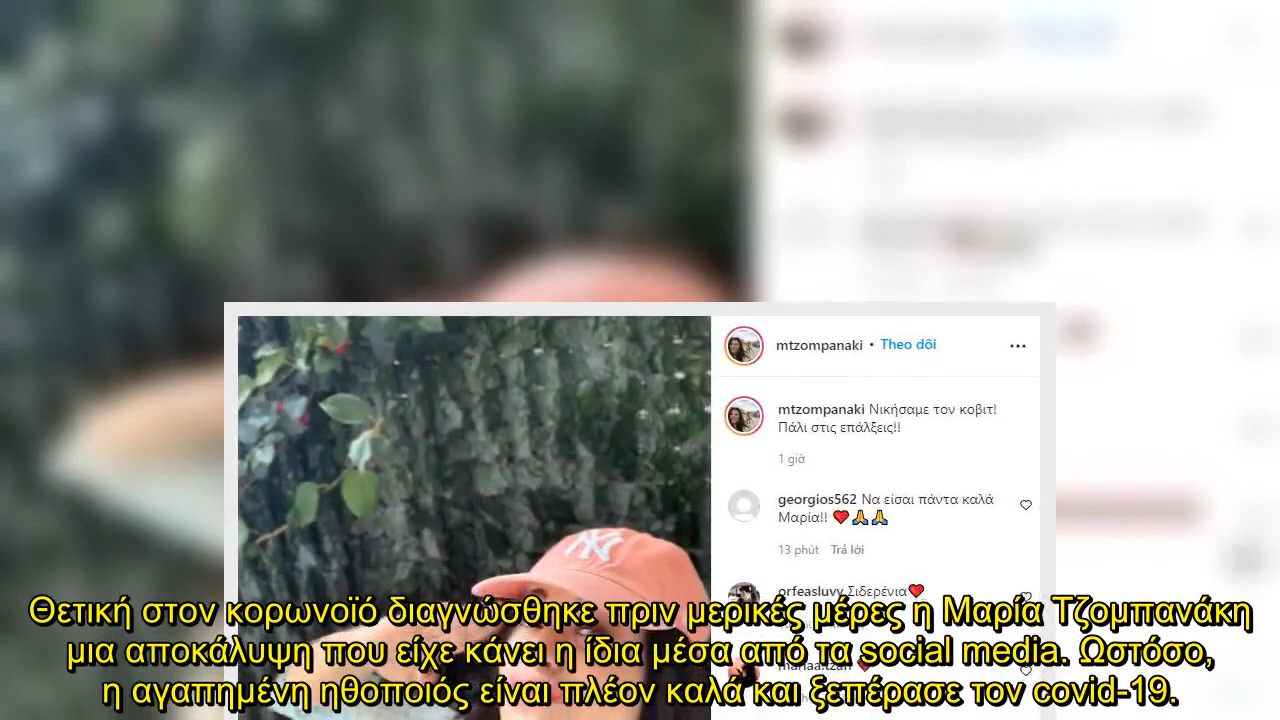 mtzompanaki • Theo dõi
mtzompanaki Νικήσαμε τον κοβιτ!
Πάλι στις επάλξεις!!
1 giờ
georgios562 Να είσαι πάντα καλά
Μαρία!! ❤️🙏🙏
13 phút Trả lời
orfeasluvv Σιδερένια❤️
NY
Θετική στον κορωνοϊό διαγνώσθηκε πριν μερικές μέρες η Μαρία Τζομπανάκη
μια αποκάλυψη που είχε κάνει η ίδια μέσα από τα social media. Ωστόσο,
η αγαπημένη ηθοποιός είναι πλέον καλά και ξεπέρασε τον covid-19.